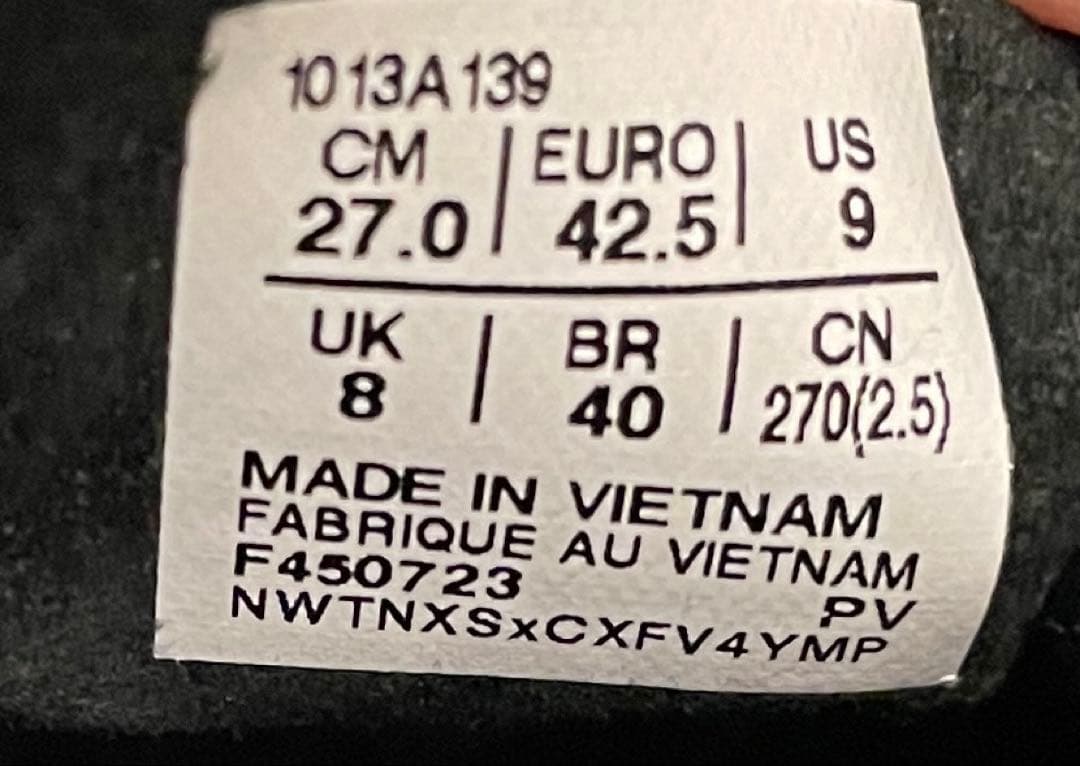 1013A139
CM | EURO | US
27.0 | 42.5 | 9
UK | BR | CN
8 | 40 | 270(2.5)
MADE IN VIETNAM
FABRIQUE AU VIETNAM
F450723 PV
NWTNXSxCXFV4YMP